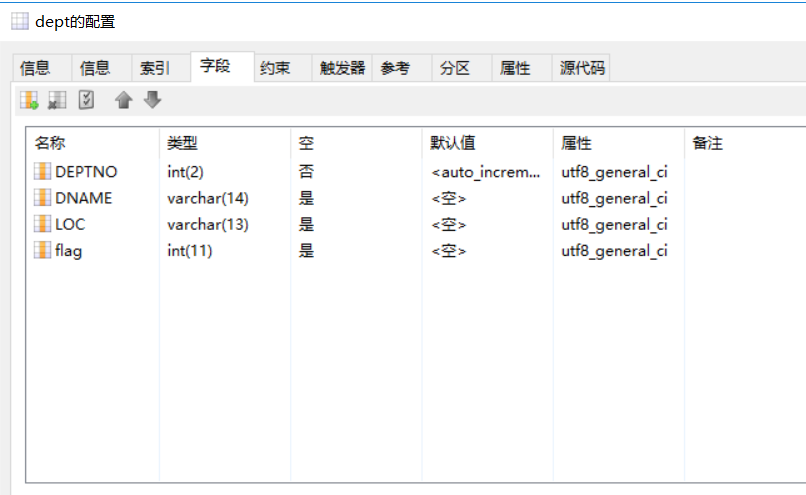 dept的配置
信息 信息 索引 字段 约束 触发器 参考 分区 属性 源代码
名称 类型 空 默认值 属性 备注
DEPTNO int(2) 否 <auto_increm... utf8_general_ci
DNAME varchar(14) 是 <空> utf8_general_ci
LOC varchar(13) 是 <空> utf8_general_ci
flag int(11) 是 <空> utf8_general_ci